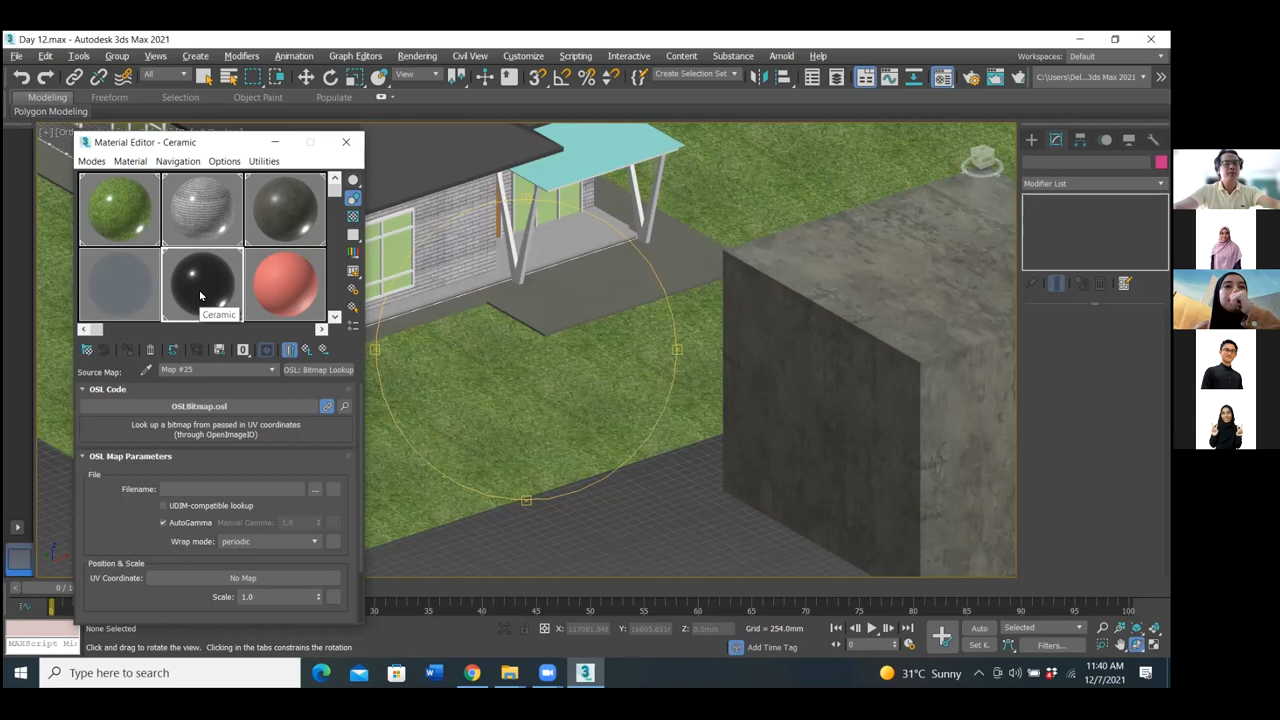 Day 12.max - Autodesk 3ds Max 2021
File Edit Tools Group Views Create Modifiers Animation Graph Editors Rendering Civil View Customize Scripting Interactive Content Substance Arnold Help
Workspaces: Default
All
View
Create Selection Set
C:\Users\Del...3ds Max 2021
Modeling Freeform Selection Object Paint Populate
Polygon Modeling
Material Editor - Ceramic
Modes Material Navigation Options Utilities
Modifier List
Ceramic
Source Map: Map #25 OSL: Bitmap Lookup
OSL Code
OSLBitmap.osl
Look up a bitmap from passed in UV coordinates
(through OpenImageIO)
OSL Map Parameters
File
Filename: ...
UDIM-compatible lookup
AutoGamma Manual Gamma: 1.0
Wrap mode: periodic
Position & Scale
UV Coordinate: No Map
Scale: 1.0
0 / 1
0 30 35 40 45 50 55 60 65 70 75 80 85 90 95 100
None Selected
X: Y: Z: 0.0mm Grid = 254.0mm
Auto Selected
MAXScript Mi
Click and drag to rotate the view. Clicking in the tabs constrains the rotation
Add Time Tag
0
Set K. Filters...
Type here to search
31°C Sunny
11:40 AM
12/7/2021